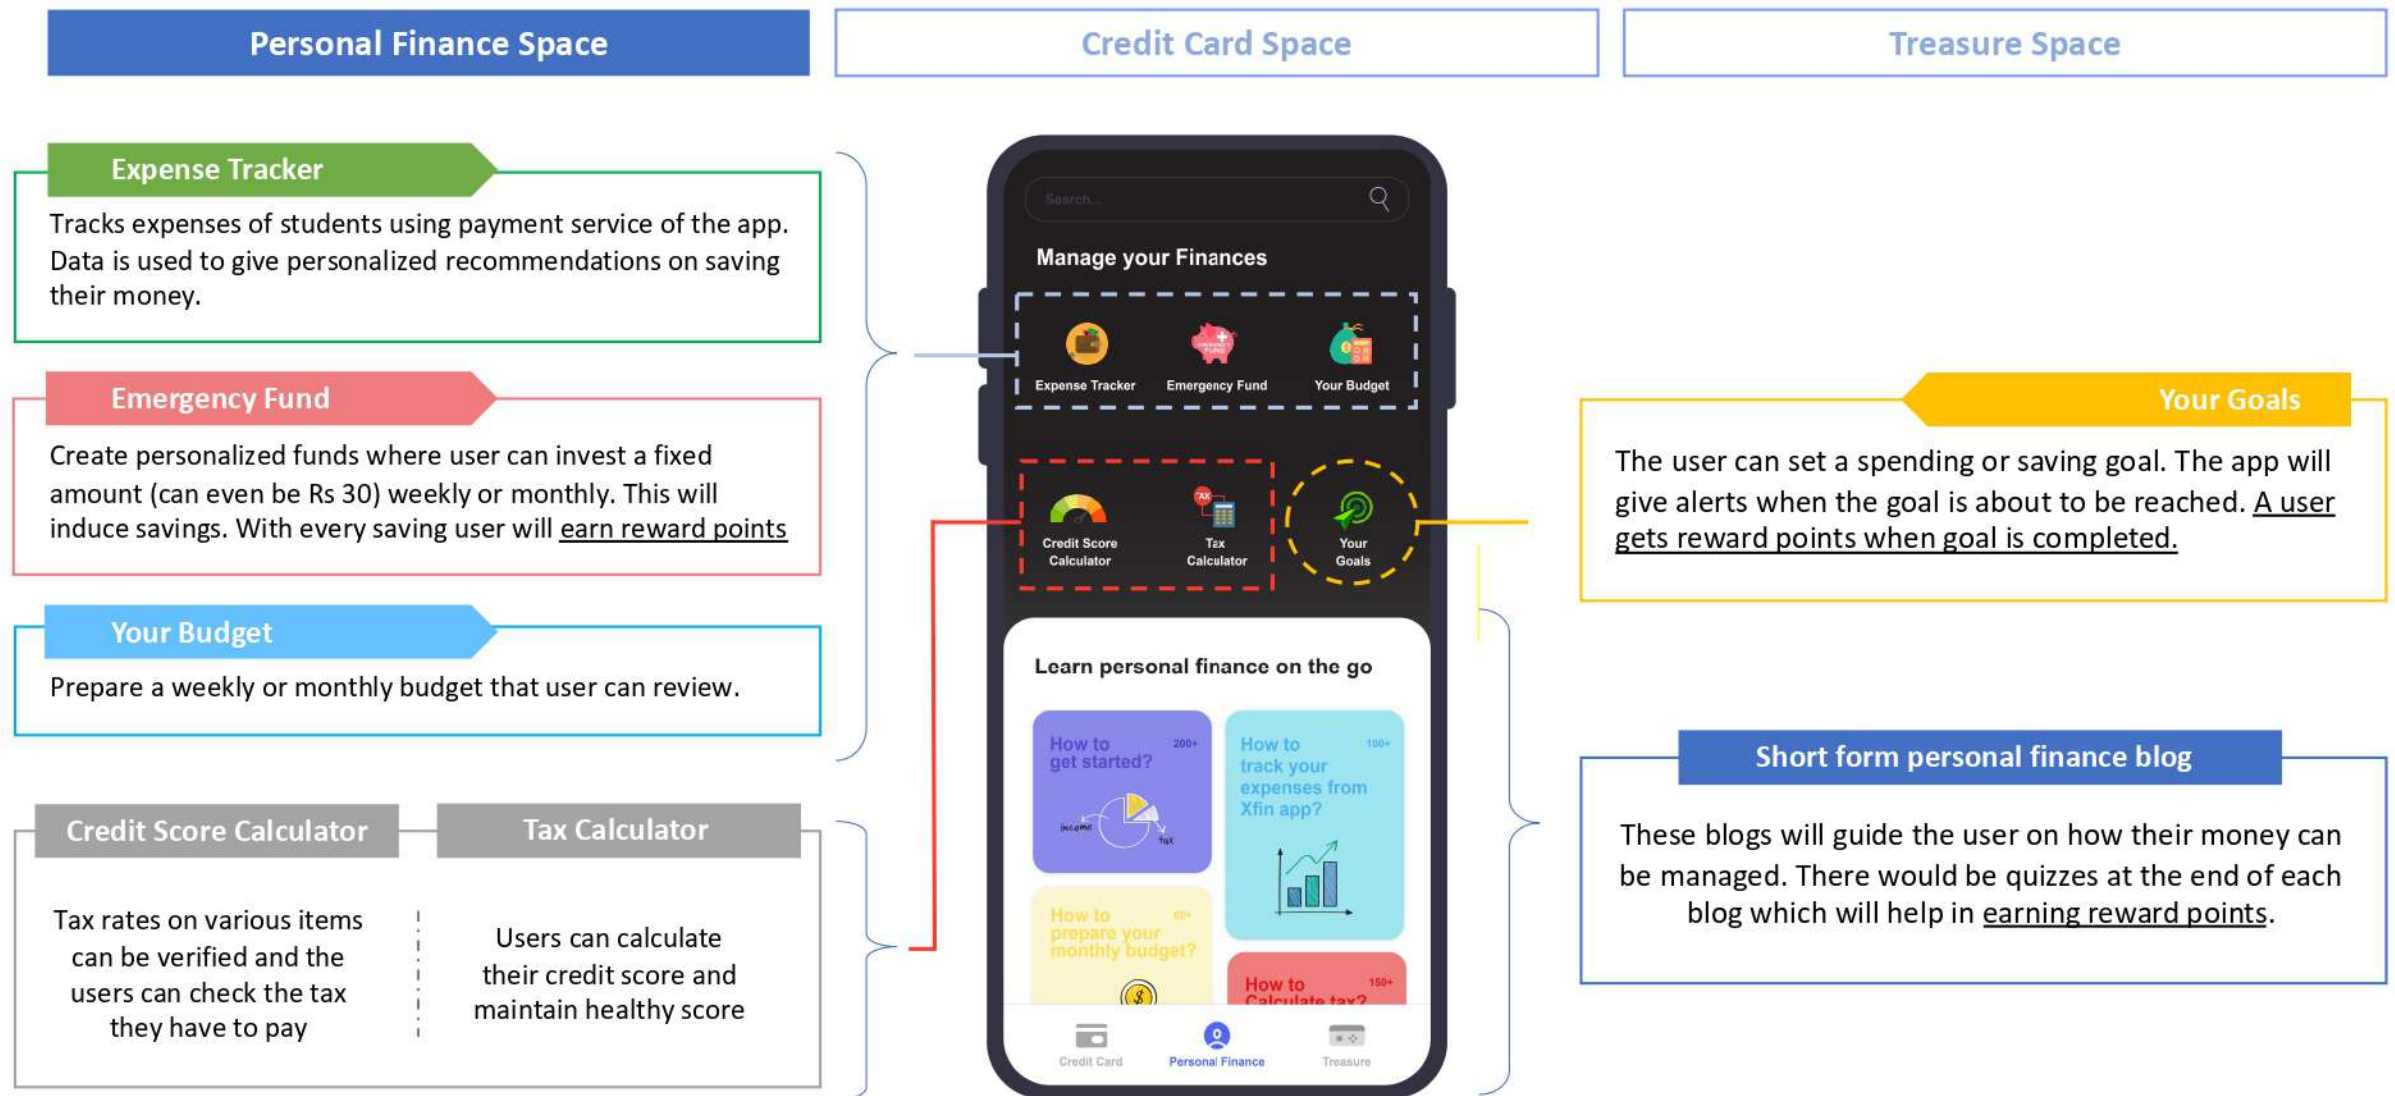 Personal Finance Space
Credit Card Space
Treasure Space
Expense Tracker
Tracks expenses of students using payment service of the app.
Data is used to give personalized recommendations on saving
their money.
Emergency Fund
Create personalized funds where user can invest a fixed
amount (can even be Rs 30) weekly or monthly. This will
induce savings. With every saving user will earn reward points
Your Budget
Prepare a weekly or monthly budget that user can review.
Credit Score Calculator
Tax Calculator
Tax rates on various items
can be verified and the
users can check the tax
they have to pay
Users can calculate
their credit score and
maintain healthy score
Search...
Manage your Finances
EMERGENCY
FUND
Expense Tracker
Emergency Fund
Your Budget
TAX
Credit Score
Calculator
Tax
Calculator
Your
Goals
Learn personal finance on the go
How to
get started?
200+
income
tax
How to
track your
expenses from
Xfin app?
100+
How to
prepare your
monthly budget?
$
How to
Calculate tax?
150+
Credit Card
Personal Finance
Treasure
Your Goals
The user can set a spending or saving goal. The app will
give alerts when the goal is about to be reached. A user
gets reward points when goal is completed.
Short form personal finance blog
These blogs will guide the user on how their money can
be managed. There would be quizzes at the end of each
blog which will help in earning reward points.